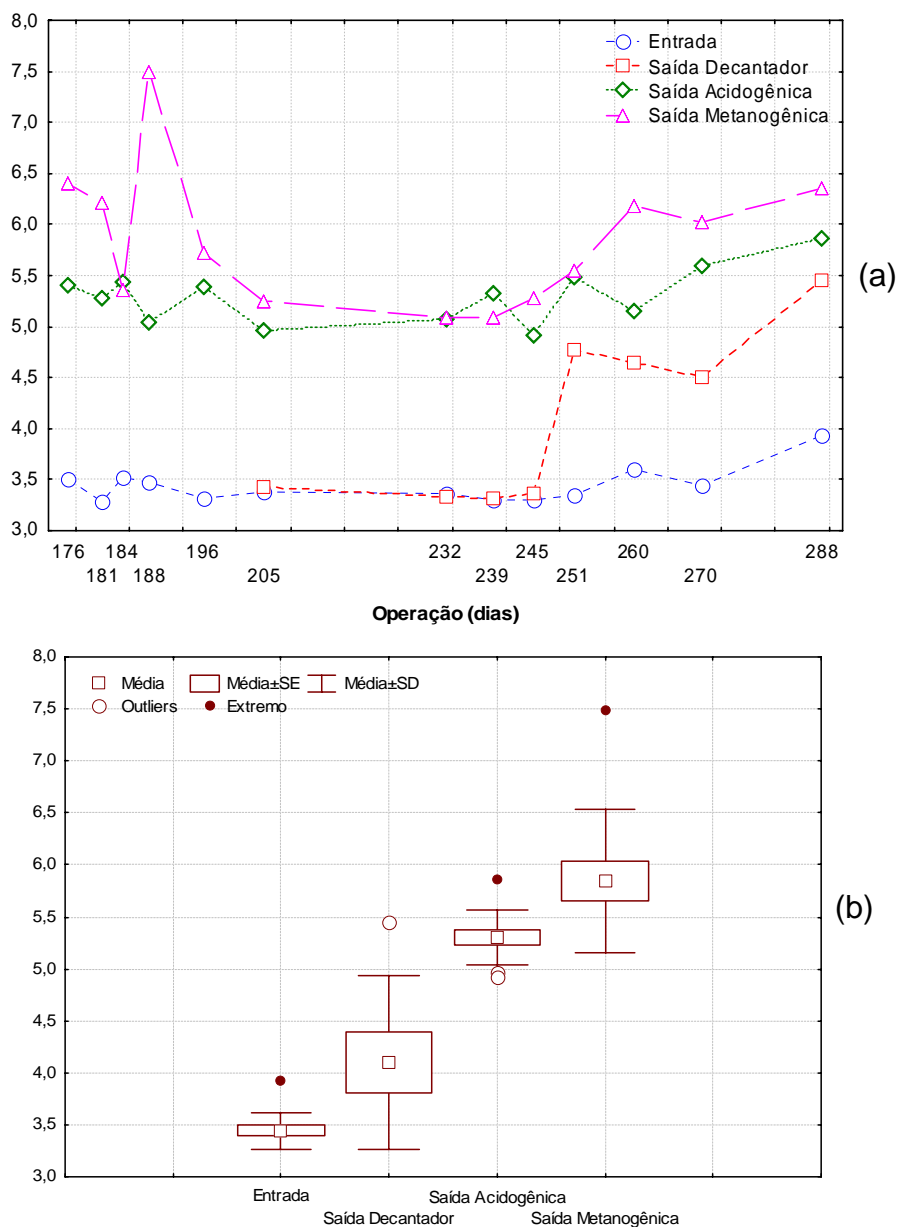 8,0
7,5
7,0
6,5
6,0
5,5
5,0
4,5
4,0
3,5
3,0
Entrada
Saída Decantador
Saída Acidogênica
Saída Metanogênica
(a)
176 184 196 232 245 260 288
181 188 205 239 251 270
Operação (dias)
8,0
7,5
7,0
6,5
6,0
5,5
5,0
4,5
4,0
3,5
3,0
Média Média±SE Média±SD
Outliers Extremo
(b)
Entrada Saída Acidogênica
Saída Decantador Saída Metanogênica